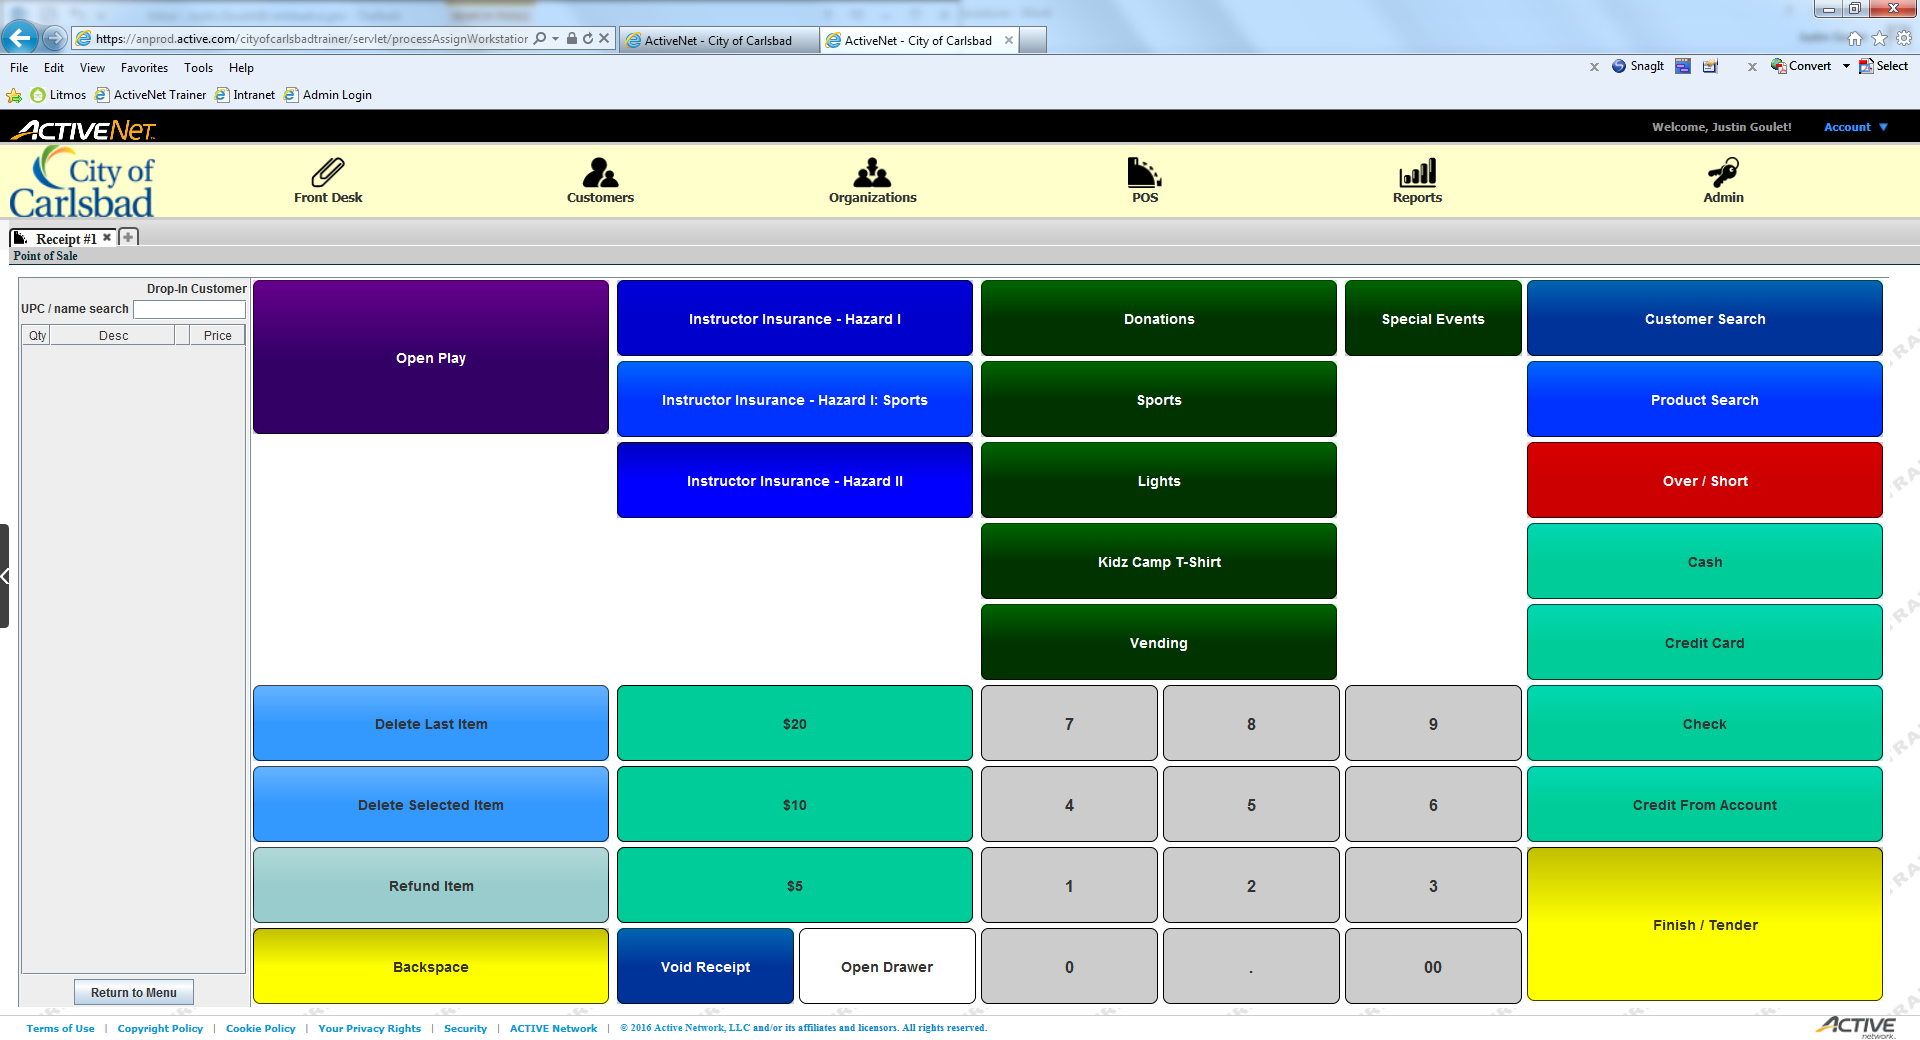 https://anprod.active.com/cityofcarlsbadtrainer/servlet/processAssignWorkstation
ActiveNet - City of Carlsbad
ActiveNet - City of Carlsbad
File Edit View Favorites Tools Help
SnagIt
Convert
Select
Litmos ActiveNet Trainer Intranet Admin Login
ACTIVENet
Welcome, Justin Goulet! Account
City of
Carlsbad
Front Desk
Customers
Organizations
POS
Reports
Admin
Receipt #1
Point of Sale
Drop-In Customer
UPC / name search
Qty Desc Price
Open Play
Instructor Insurance - Hazard I
Donations
Special Events
Customer Search
Instructor Insurance - Hazard I: Sports
Sports
Product Search
Instructor Insurance - Hazard II
Lights
Over / Short
Kidz Camp T-Shirt
Cash
Vending
Credit Card
Delete Last Item
$20
7
8
9
Check
Delete Selected Item
$10
4
5
6
Credit From Account
Refund Item
$5
1
2
3
Finish / Tender
Backspace
Void Receipt
Open Drawer
0
.
00
Return to Menu
Terms of Use | Copyright Policy | Cookie Policy | Your Privacy Rights | Security | ACTIVE Network | © 2016 Active Network, LLC and/or its affiliates and licensors. All rights reserved.
ACTIVE
network.